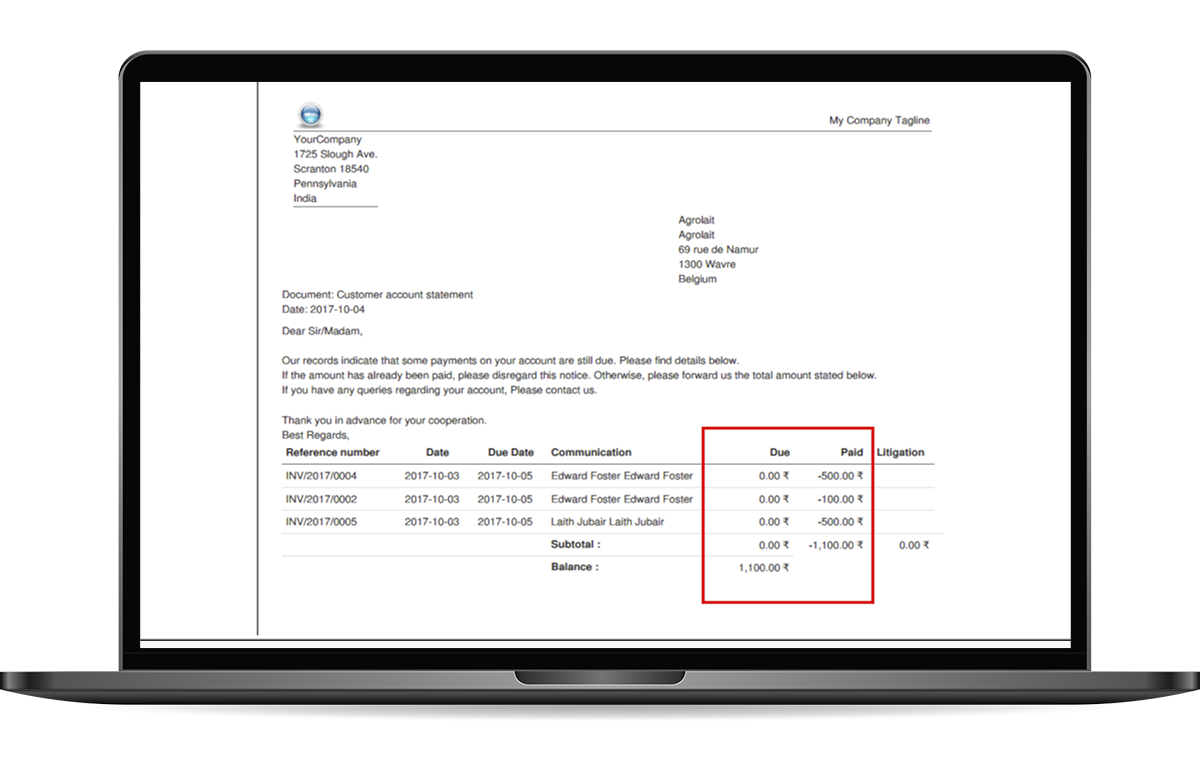 My Company Tagline
YourCompany
1725 Slough Ave.
Scranton 18540
Pennsylvania
India
Agrolait
Agrolait
69 rue de Namur
1300 Wavre
Belgium
Document: Customer account statement
Date: 2017-10-04
Dear Sir/Madam,
Our records indicate that some payments on your account are still due. Please find details below.
If the amount has already been paid, please disregard this notice. Otherwise, please forward us the total amount stated below.
If you have any queries regarding your account, Please contact us.
Thank you in advance for your cooperation.
Best Regards,
Reference number Date Due Date Communication Due Paid Litigation
INV/2017/0004 2017-10-03 2017-10-05 Edward Foster Edward Foster 0.00 ₹ -500.00 ₹
INV/2017/0002 2017-10-03 2017-10-05 Edward Foster Edward Foster 0.00 ₹ -100.00 ₹
INV/2017/0005 2017-10-03 2017-10-05 Laith Jubair Laith Jubair 0.00 ₹ -500.00 ₹
Subtotal : 0.00 ₹ -1,100.00 ₹ 0.00 ₹
Balance : 1,100.00 ₹